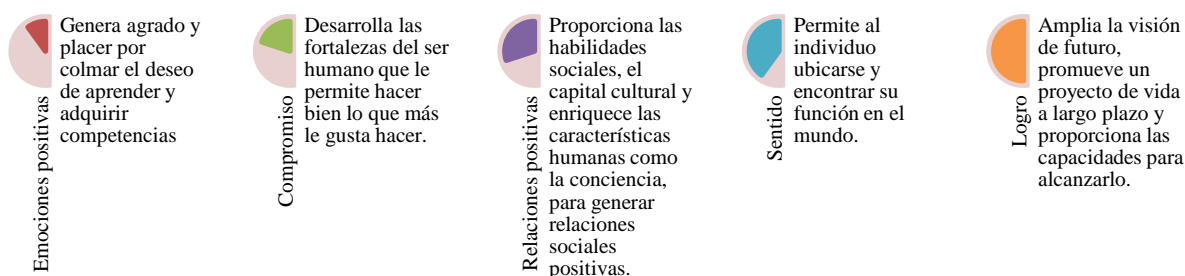 Emociones positivas
Genera agrado y
placer por
colmar el deseo
de aprender y
adquirir
competencias
Compromiso
Desarrolla las
fortalezas del ser
humano que le
permite hacer
bien lo que más
le gusta hacer.
Relaciones positivas
Proporciona las
habilidades
sociales, el
capital cultural y
enriquece las
características
humanas como
la conciencia,
para generar
relaciones
sociales
positivas.
Sentido
Permite al
individuo
ubicarse y
encontrar su
función en el
mundo.
Logro
Amplia la visión
de futuro,
promueve un
proyecto de vida
a largo plazo y
proporciona las
capacidades para
alcanzarlo.